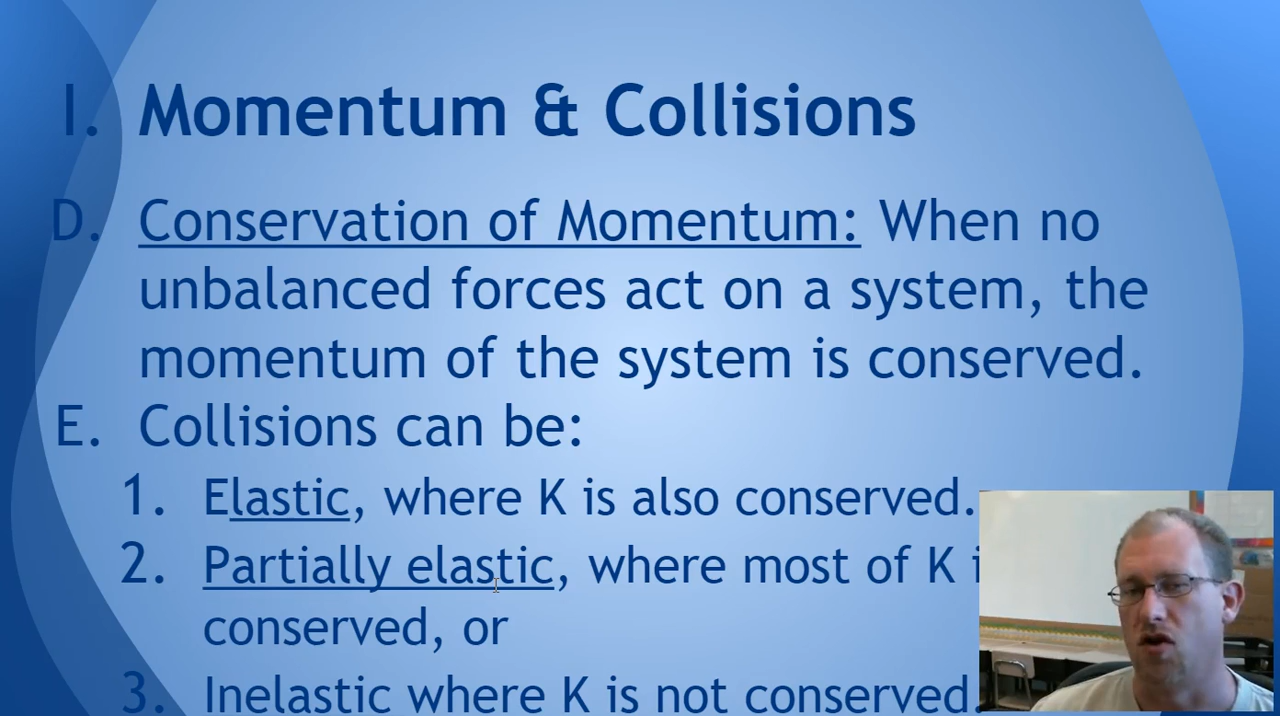 I. Momentum & Collisions
D. Conservation of Momentum: When no
unbalanced forces act on a system, the
momentum of the system is conserved.
E. Collisions can be:
1. Elastic, where K is also conserved.
2. Partially elastic, where most of K
conserved, or
3. Inelastic where K is not conserved.